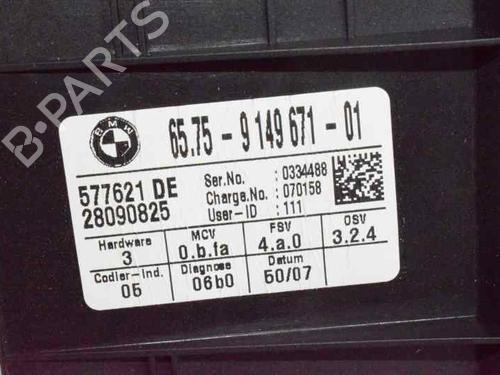 BMW
65.75 - 9 149 671 - 01
577621 DE
28090825
Ser.No. : 0334488
Charge.No. : 070158
User-ID : 111
Hardware MCV FSV OSV
3 0.b.fa 4.a.0 3.2.4
Codier-Ind. Diagnose Datum
05 06b0 50/07
B-PARTS